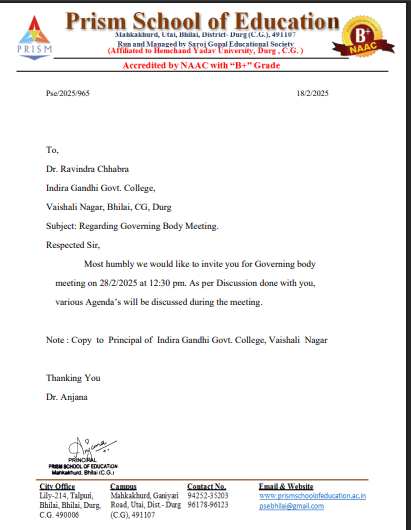 Prism School of Education
Mahkakhurd, Utai, Bhilai, District- Durg (C.G.), 491107
Run and Managed by Saroj Gopal Educational Society
(Affiliated to Hemchand Yadav University, Durg , C.G. )
PRISM
B+
NAAC
Accredited by NAAC with “B+” Grade
Pse/2025/965 18/2/2025
To,
Dr. Ravindra Chhabra
Indira Gandhi Govt. College,
Vaishali Nagar, Bhilai, CG, Durg
Subject: Regarding Governing Body Meeting.
Respected Sir,
Most humbly we would like to invite you for Governing body
meeting on 28/2/2025 at 12:30 pm. As per Discussion done with you,
various Agenda’s will be discussed during the meeting.
Note : Copy to Principal of Indira Gandhi Govt. College, Vaishali Nagar
Thanking You
Dr. Anjana
Anjana
PRINCIPAL
PRISM SCHOOL OF EDUCATION
Mahkakhurd, Bhilai (C.G.)
City Office Campus Contact No. Email & Website
Lily-214, Talpuri, Mahkakhurd, Ganiyari 94252-35203 www.prismschoolofeducation.ac.in
Bhilai, Bhilai, Durg, Road, Utai, Dist - Durg 96178-96123 psebhilai@gmail.com
C.G. 490006 (C.G), 491107